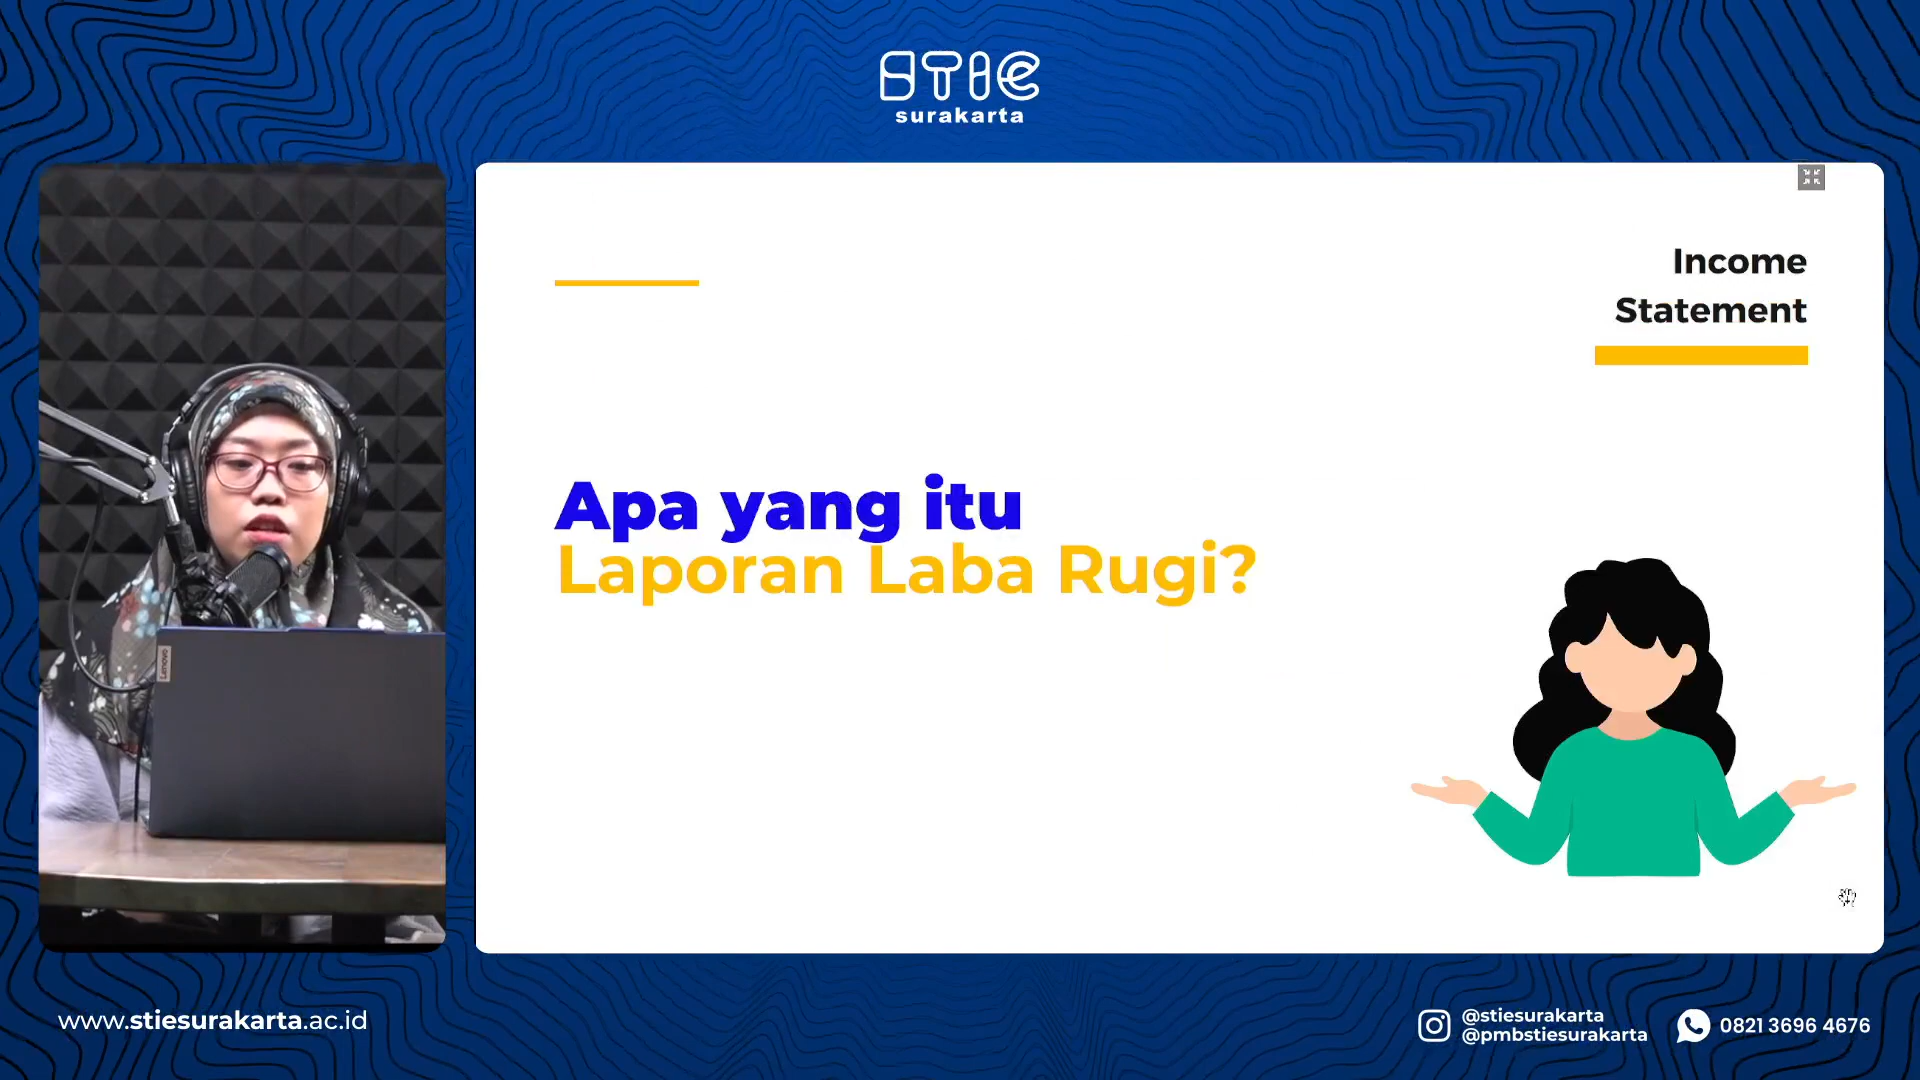 STIE
surakarta
Income
Statement
Apa yang itu
Laporan Laba Rugi?
Lenovo
www.stiesurakarta.ac.id
@stiesurakarta
@pmbstiesurakarta
0821 3696 4676